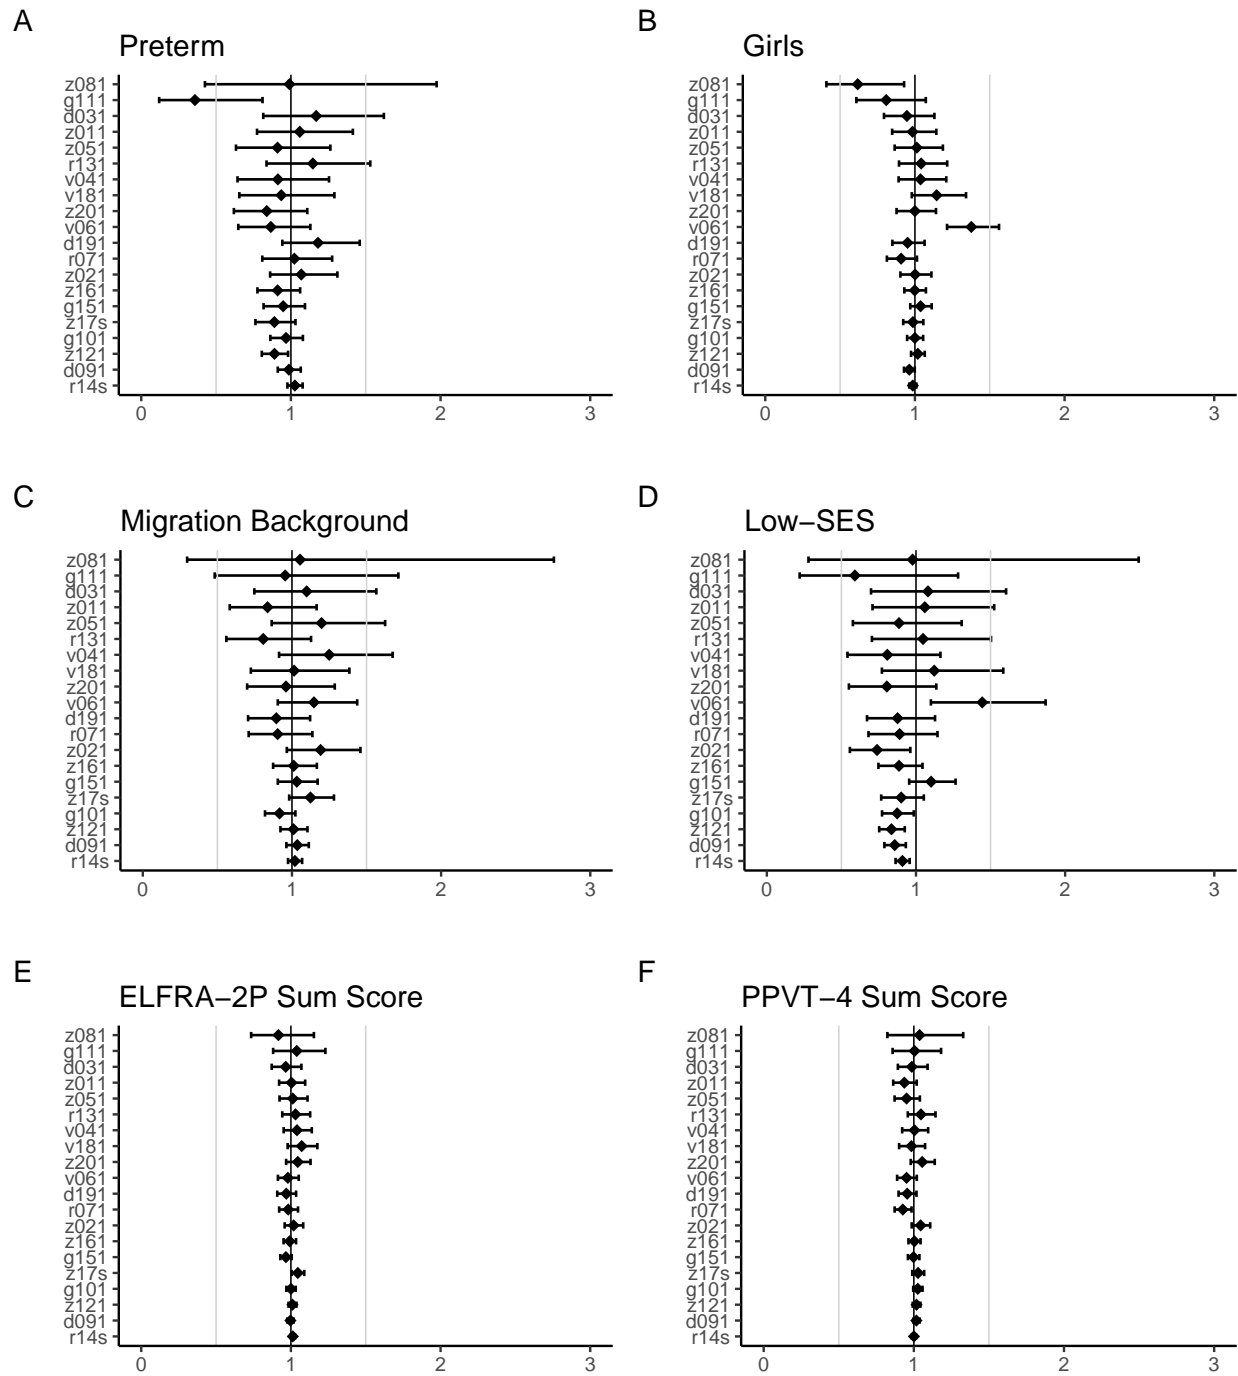 A
Preterm
z081
g111
d031
z011
z051
r131
v041
v181
z201
v061
d191
r071
z021
z161
g151
z17s
g101
z121
d091
r14s
0 1 2 3
B
Girls
z081
g111
d031
z011
z051
r131
v041
v181
z201
v061
d191
r071
z021
z161
g151
z17s
g101
z121
d091
r14s
0 1 2 3
C
Migration Background
z081
g111
d031
z011
z051
r131
v041
v181
z201
v061
d191
r071
z021
z161
g151
z17s
g101
z121
d091
r14s
0 1 2 3
D
Low−SES
z081
g111
d031
z011
z051
r131
v041
v181
z201
v061
d191
r071
z021
z161
g151
z17s
g101
z121
d091
r14s
0 1 2 3
E
ELFRA−2P Sum Score
z081
g111
d031
z011
z051
r131
v041
v181
z201
v061
d191
r071
z021
z161
g151
z17s
g101
z121
d091
r14s
0 1 2 3
F
PPVT−4 Sum Score
z081
g111
d031
z011
z051
r131
v041
v181
z201
v061
d191
r071
z021
z161
g151
z17s
g101
z121
d091
r14s
0 1 2 3